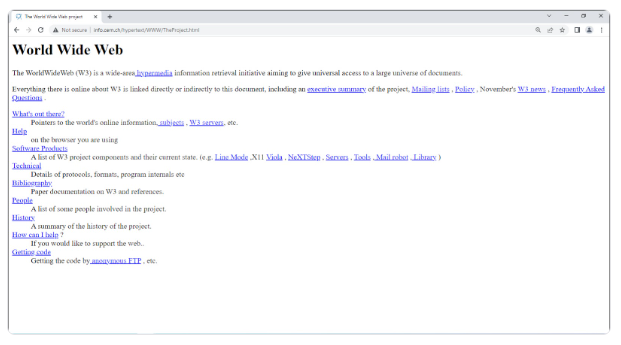 The World Wide Web project
Not secure | info.cern.ch/hypertext/WWW/TheProject.html
World Wide Web
The WorldWideWeb (W3) is a wide-area hypermedia information retrieval initiative aiming to give universal access to a large universe of documents.
Everything there is online about W3 is linked directly or indirectly to this document, including an executive summary of the project, Mailing lists , Policy , November's W3 news , Frequently Asked
Questions .
What's out there?
Pointers to the world's online information, subjects , W3 servers, etc.
Help
on the browser you are using
Software Products
A list of W3 project components and their current state. (e.g. Line Mode ,X11 Viola , NeXTStep , Servers , Tools , Mail robot , Library )
Technical
Details of protocols, formats, program internals etc
Bibliography
Paper documentation on W3 and references.
People
A list of some people involved in the project.
History
A summary of the history of the project.
How can I help ?
If you would like to support the web..
Getting code
Getting the code by anonymous FTP , etc.